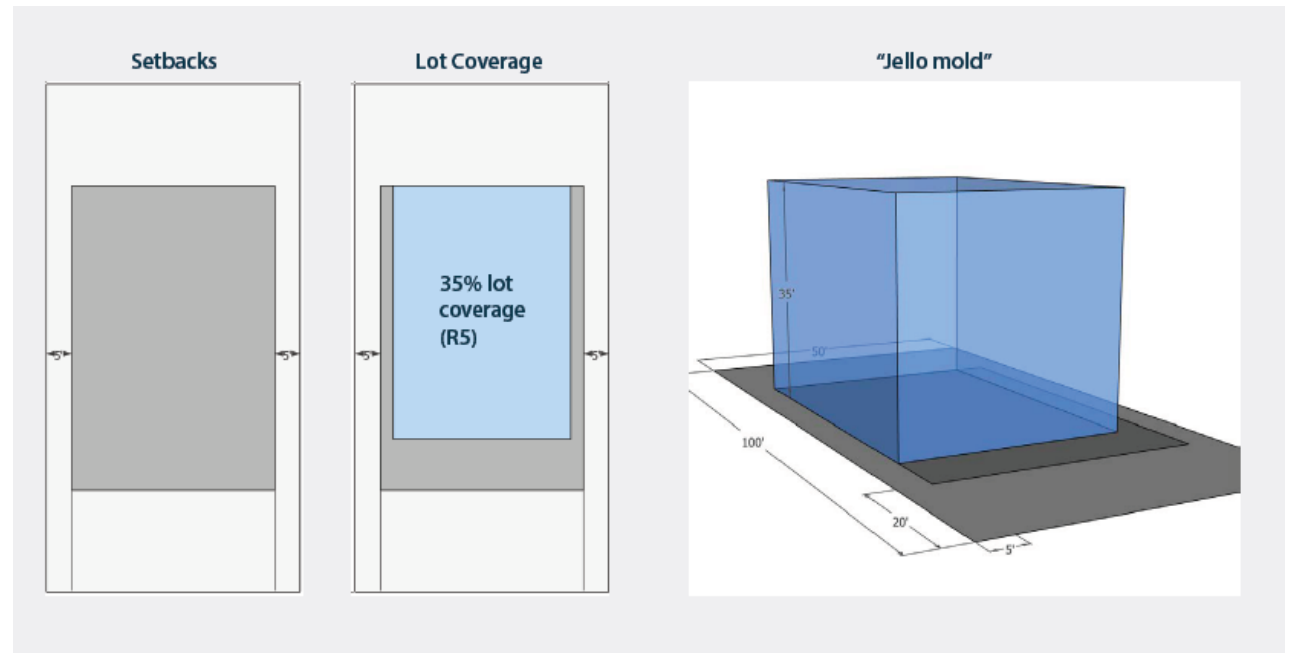 Setbacks
Lot Coverage
“Jello mold”
5'
5'
35% lot
coverage
(R5)
5'
5'
35'
50'
100'
20'
5'